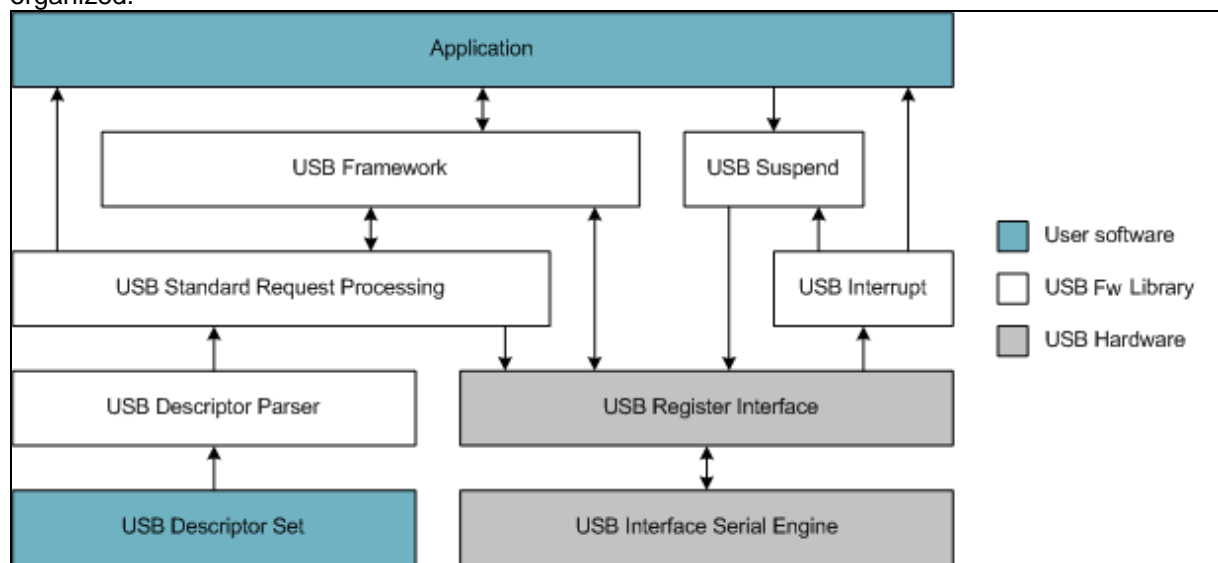 organized.
Application
USB Framework
USB Suspend
User software
USB Standard Request Processing
USB Interrupt
USB Fw Library
USB Hardware
USB Descriptor Parser
USB Register Interface
USB Descriptor Set
USB Interface Serial Engine